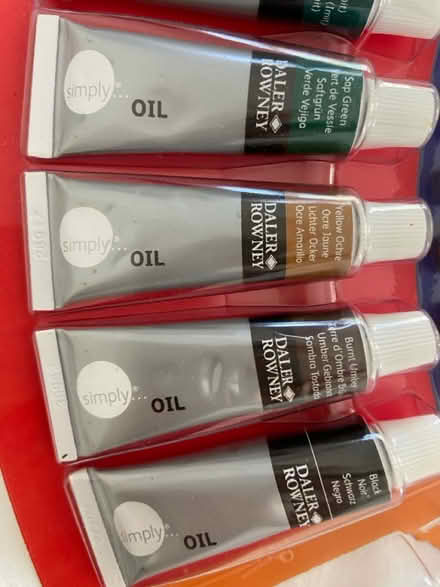 simply...
OIL
DALER
ROWNEY
Sap Green
Vert de Vessie
Saftgrün
Verde Vejiga
simply...
OIL
DALER
ROWNEY
Yellow Ochre
Ocre Jaune
Lichter Ocker
Ocre Amarillo
simply...
OIL
DALER
ROWNEY
Burnt Umber
Terre d'Ombre
Umber Gebrannt
Sombra Tostada
simply...
OIL
DALER
ROWNEY
Black
Noir
Schwarz
Negro